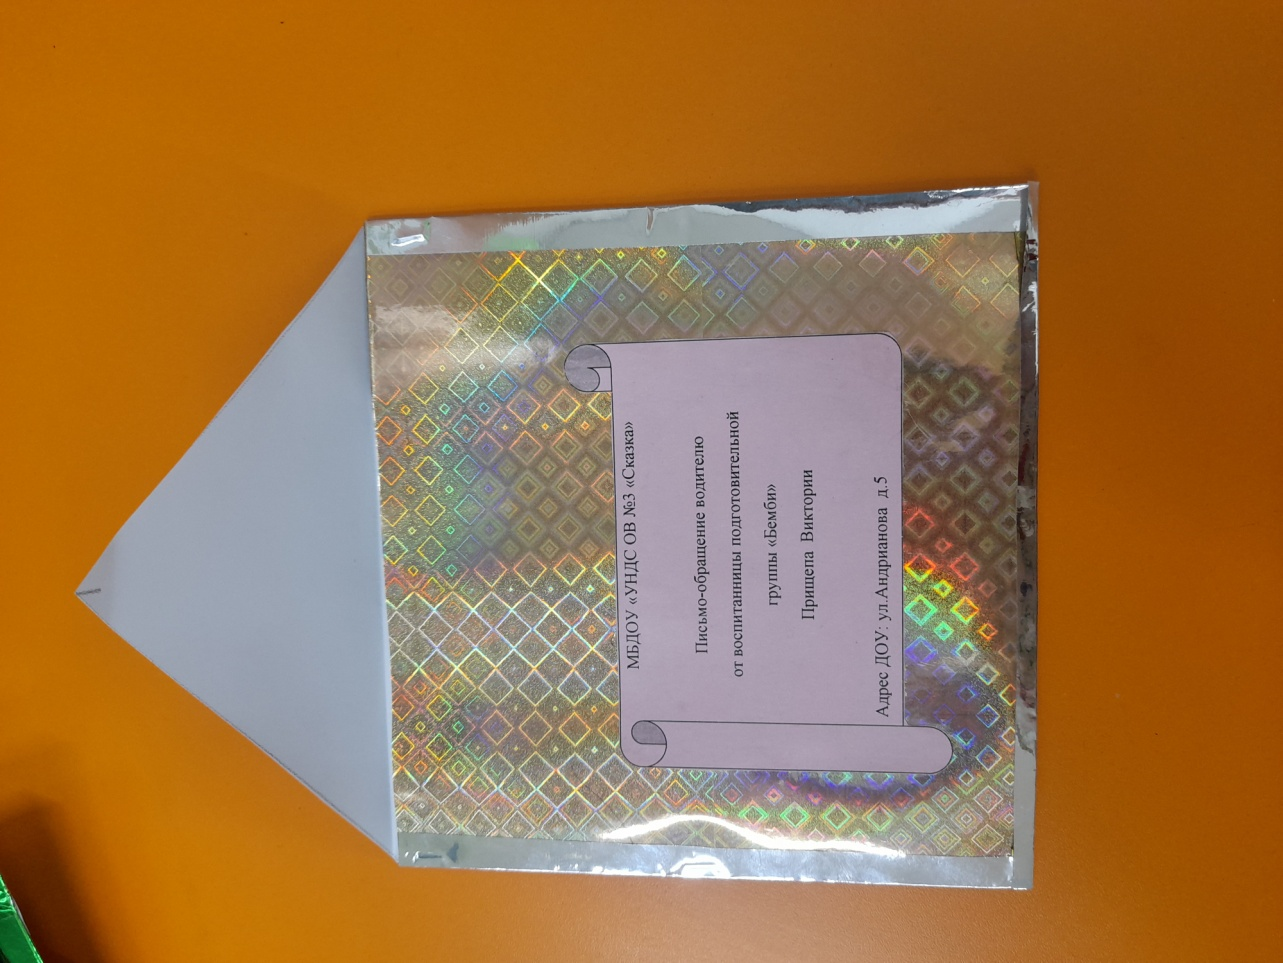 МБДОУ «УНДС ОВ №3 «Сказка»
Письмо-обращение водителю
от воспитанницы подготовительной
группы «Бемби»
Прищепа Виктории
Адрес ДОУ: ул.Андрианова д.5